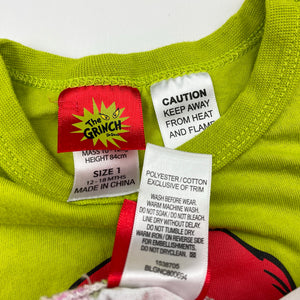 The
GRINCH
HEIGHT 84cm
SIZE 1
12 - 18 MTHS
MADE IN CHINA
CAUTION
KEEP AWAY
FROM HEAT
AND FLAME
POLYESTER / COTTON
EXCLUSIVE OF TRIM
WASH BEFORE WEAR.
WARM MACHINE WASH.
DO NOT SOAK / DO NOT BLEACH.
LINE DRY WITHOUT DELAY.
DO NOT TUMBLE DRY.
WARM IRON / ON REVERSE SIDE
FOR EMBELLISHMENTS.
DO NOT DRYCLEAN.